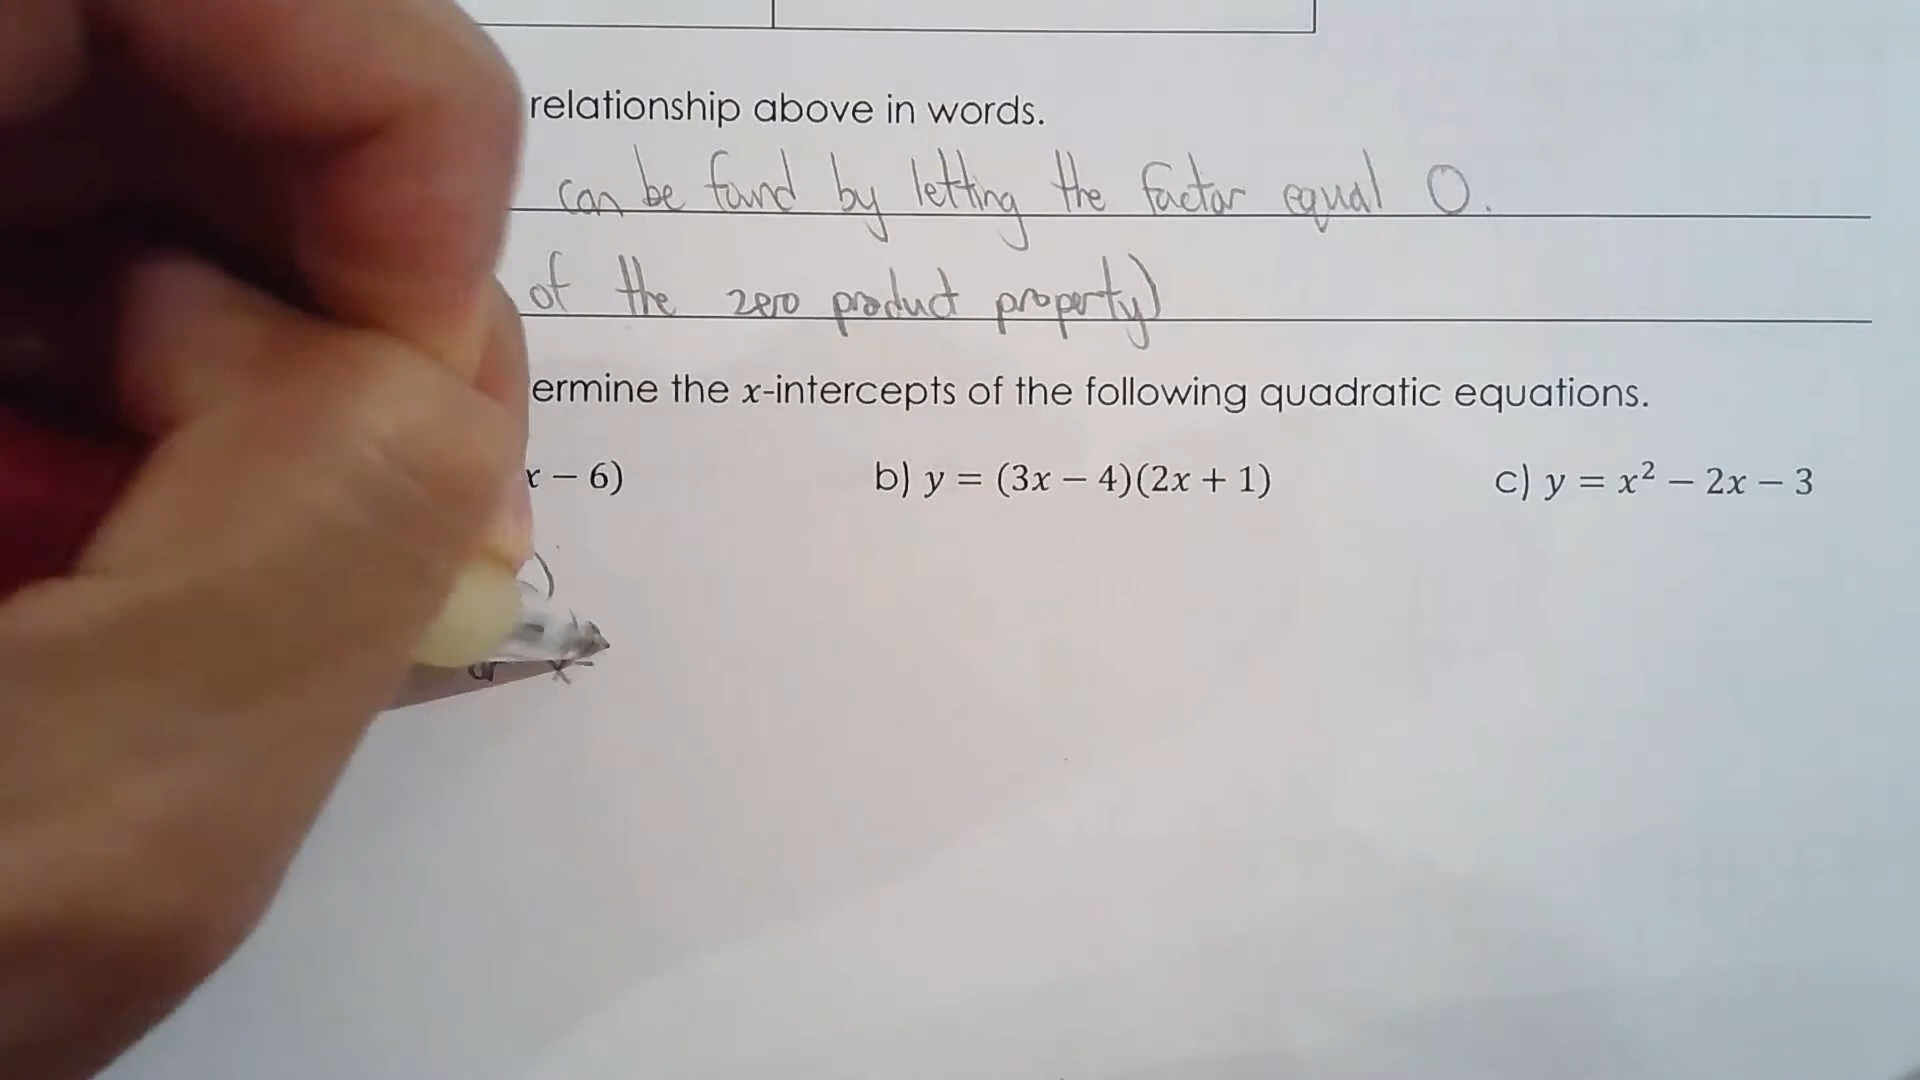 relationship above in words.
can be found by letting the factor equal 0.
of the zero product property)
ermine the x-intercepts of the following quadratic equations.
x − 6) b) y = (3x − 4)(2x + 1) c) y = x² − 2x − 3
)
or x −